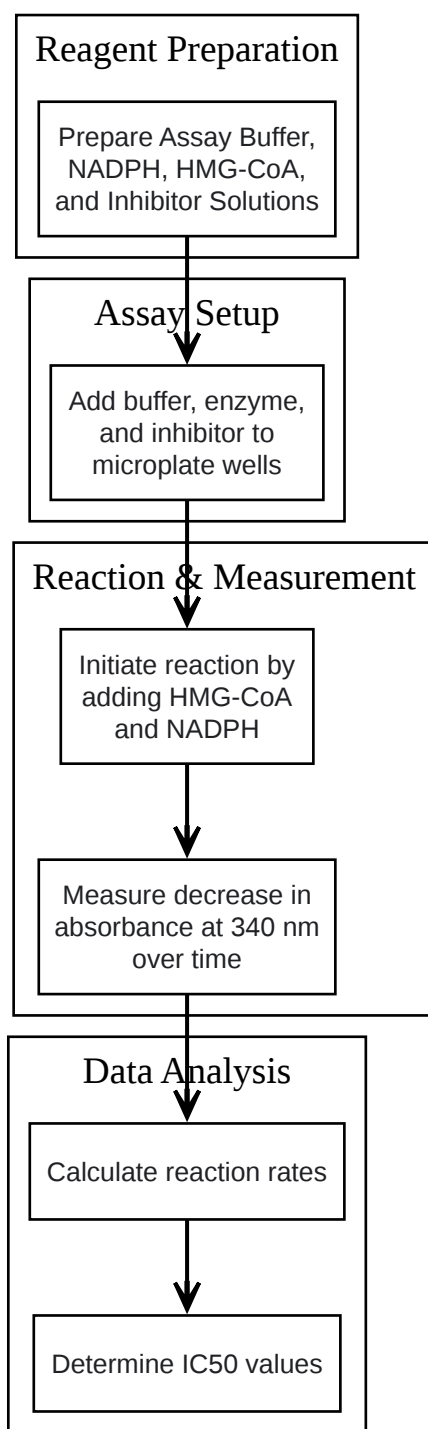 Reagent Preparation
Prepare Assay Buffer,
NADPH, HMG-CoA,
and Inhibitor Solutions
Assay Setup
Add buffer, enzyme,
and inhibitor to
microplate wells
Reaction & Measurement
Initiate reaction by
adding HMG-CoA
and NADPH
Measure decrease in
absorbance at 340 nm
over time
Data Analysis
Calculate reaction rates
Determine IC50 values